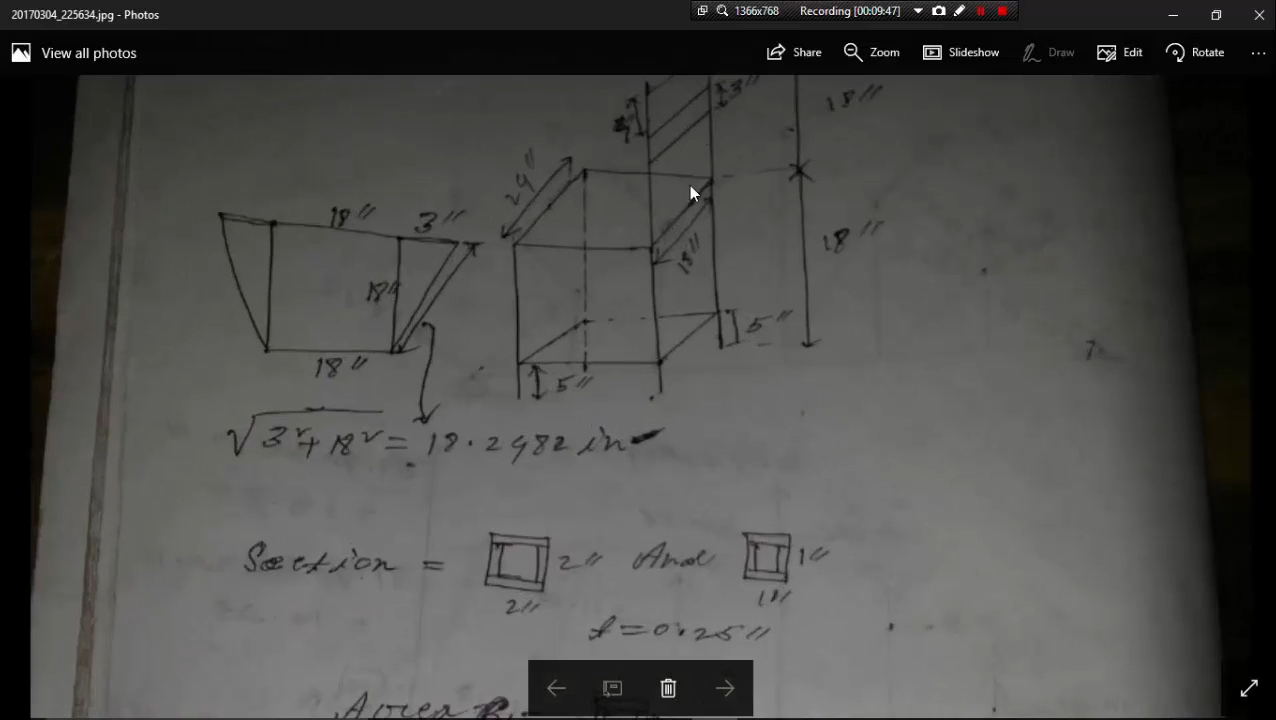 20170304_225634.jpg - Photos
1366x768 Recording [00:09:47]
View all photos
Share Zoom Slideshow Draw Edit Rotate
3"
18"
24"
18" 3"
18"
18"
18"
18"
5"
5"
√3²+18² = 18.2482 in
Section = 2" And 1"
2" 1"
t=0.25"